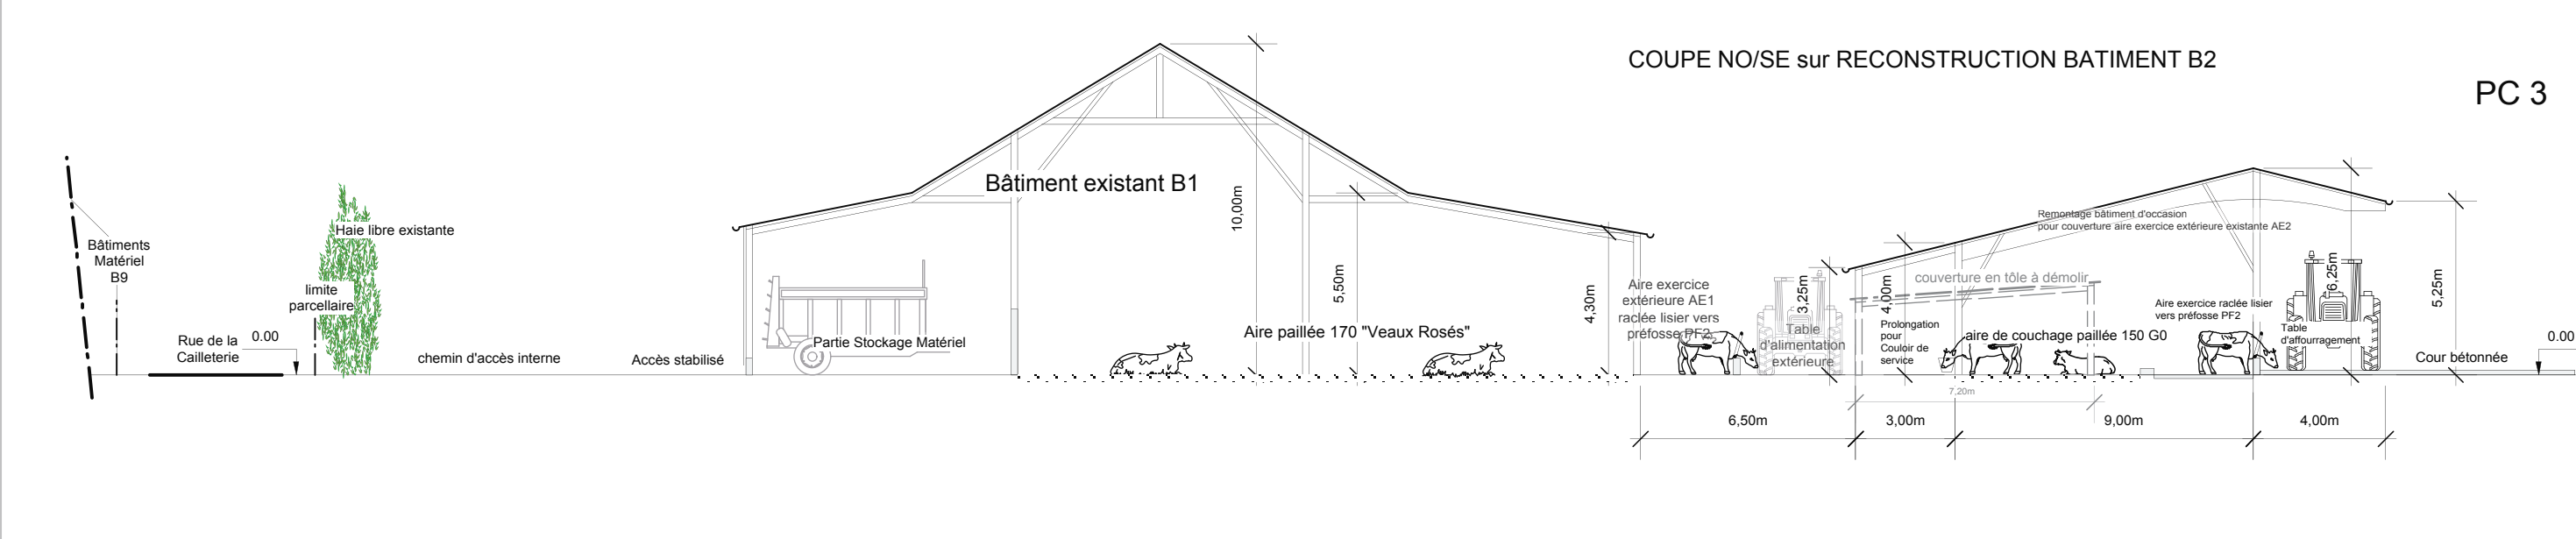 COUPE NO/SE sur RECONSTRUCTION BATIMENT B2
PC 3
Bâtiments
Matériel
B9
Rue de la
Cailleterie
0.00
limite
parcellaire
Haie libre existante
chemin d'accès interne
Accès stabilisé
Partie Stockage Matériel
Bâtiment existant B1
10,00m
5,50m
Aire paillée 170 "Veaux Rosés"
4,30m
Aire exercice
extérieure AE1
raclée lisier vers
préfosse PF2
Table
d'alimentation
extérieure
3,25m
4,00m
Prolongation
pour
Couloir de
service
couverture en tôle à démolir
Remontage bâtiment d'occasion
pour couverture aire exercice extérieure existante AE2
aire de couchage paillée 150 G0
Aire exercice raclée lisier
vers préfosse PF2
Table
d'affourragement
6,25m
5,25m
Cour bétonnée
0.00
7,20m
6,50m
3,00m
9,00m
4,00m